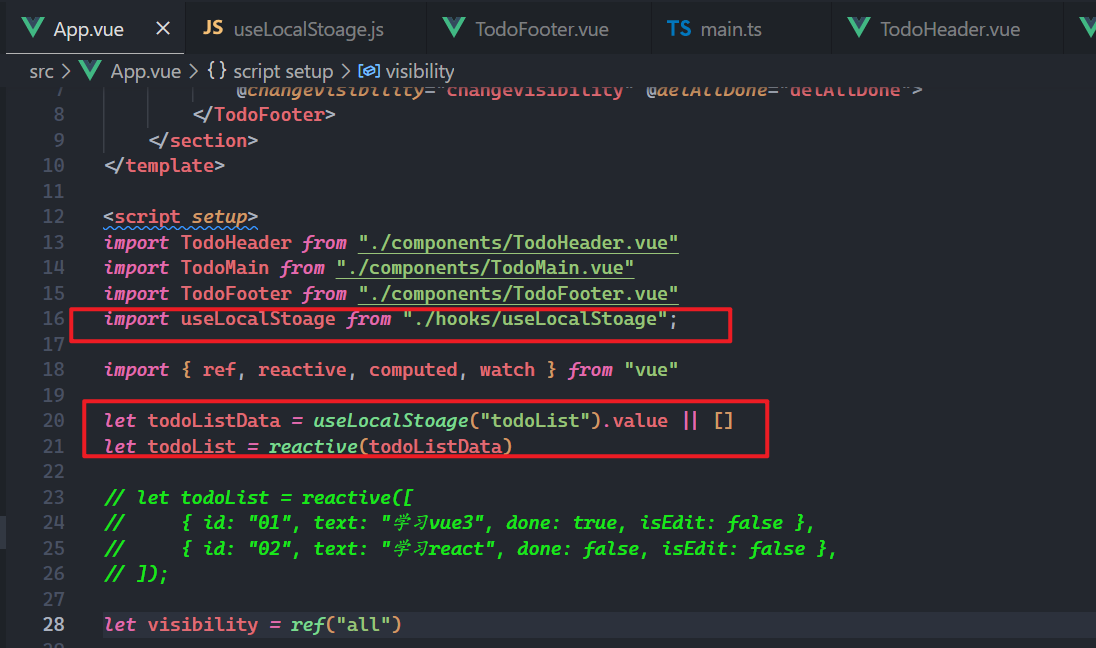 App.vue
JS useLocalStoage.js
TodoFooter.vue
TS main.ts
TodoHeader.vue
src > App.vue > {} script setup > visibility
7 @changeVisibility="changeVisibility" @delAllDone="delAllDone">
8 </TodoFooter>
9 </section>
10 </template>
11
12 <script setup>
13 import TodoHeader from "./components/TodoHeader.vue"
14 import TodoMain from "./components/TodoMain.vue"
15 import TodoFooter from "./components/TodoFooter.vue"
16 import useLocalStoage from "./hooks/useLocalStoage";
17
18 import { ref, reactive, computed, watch } from "vue"
19
20 let todoListData = useLocalStoage("todoList").value || []
21 let todoList = reactive(todoListData)
22
23 // let todoList = reactive([
24 // { id: "01", text: "学习vue3", done: true, isEdit: false },
25 // { id: "02", text: "学习react", done: false, isEdit: false },
26 // ]);
27
28 let visibility = ref("all")